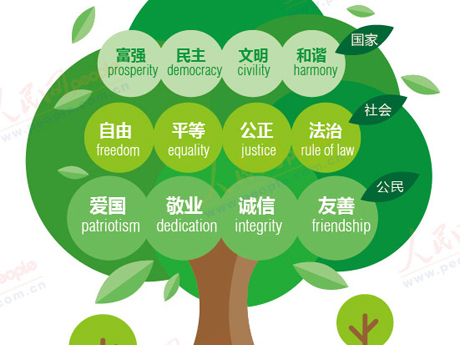 国家
富强 民主 文明 和谐
prosperity democracy civility harmony
社会
自由 平等 公正 法治
freedom equality justice rule of law
公民
爱国 敬业 诚信 友善
patriotism dedication integrity friendship